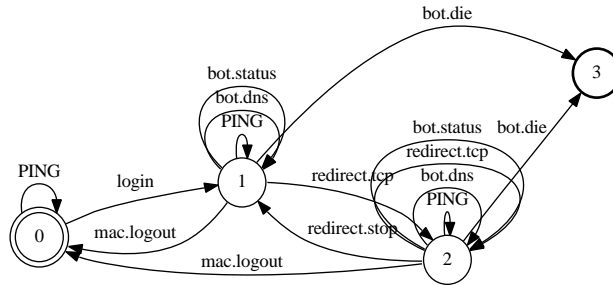 bot.die
bot.status
bot.dns
PING
3
bot.status
bot.die
redirect.tcp
PING
login
1
redirect.tcp
bot.dns
PING
0
mac.logout
redirect.stop
2
mac.logout